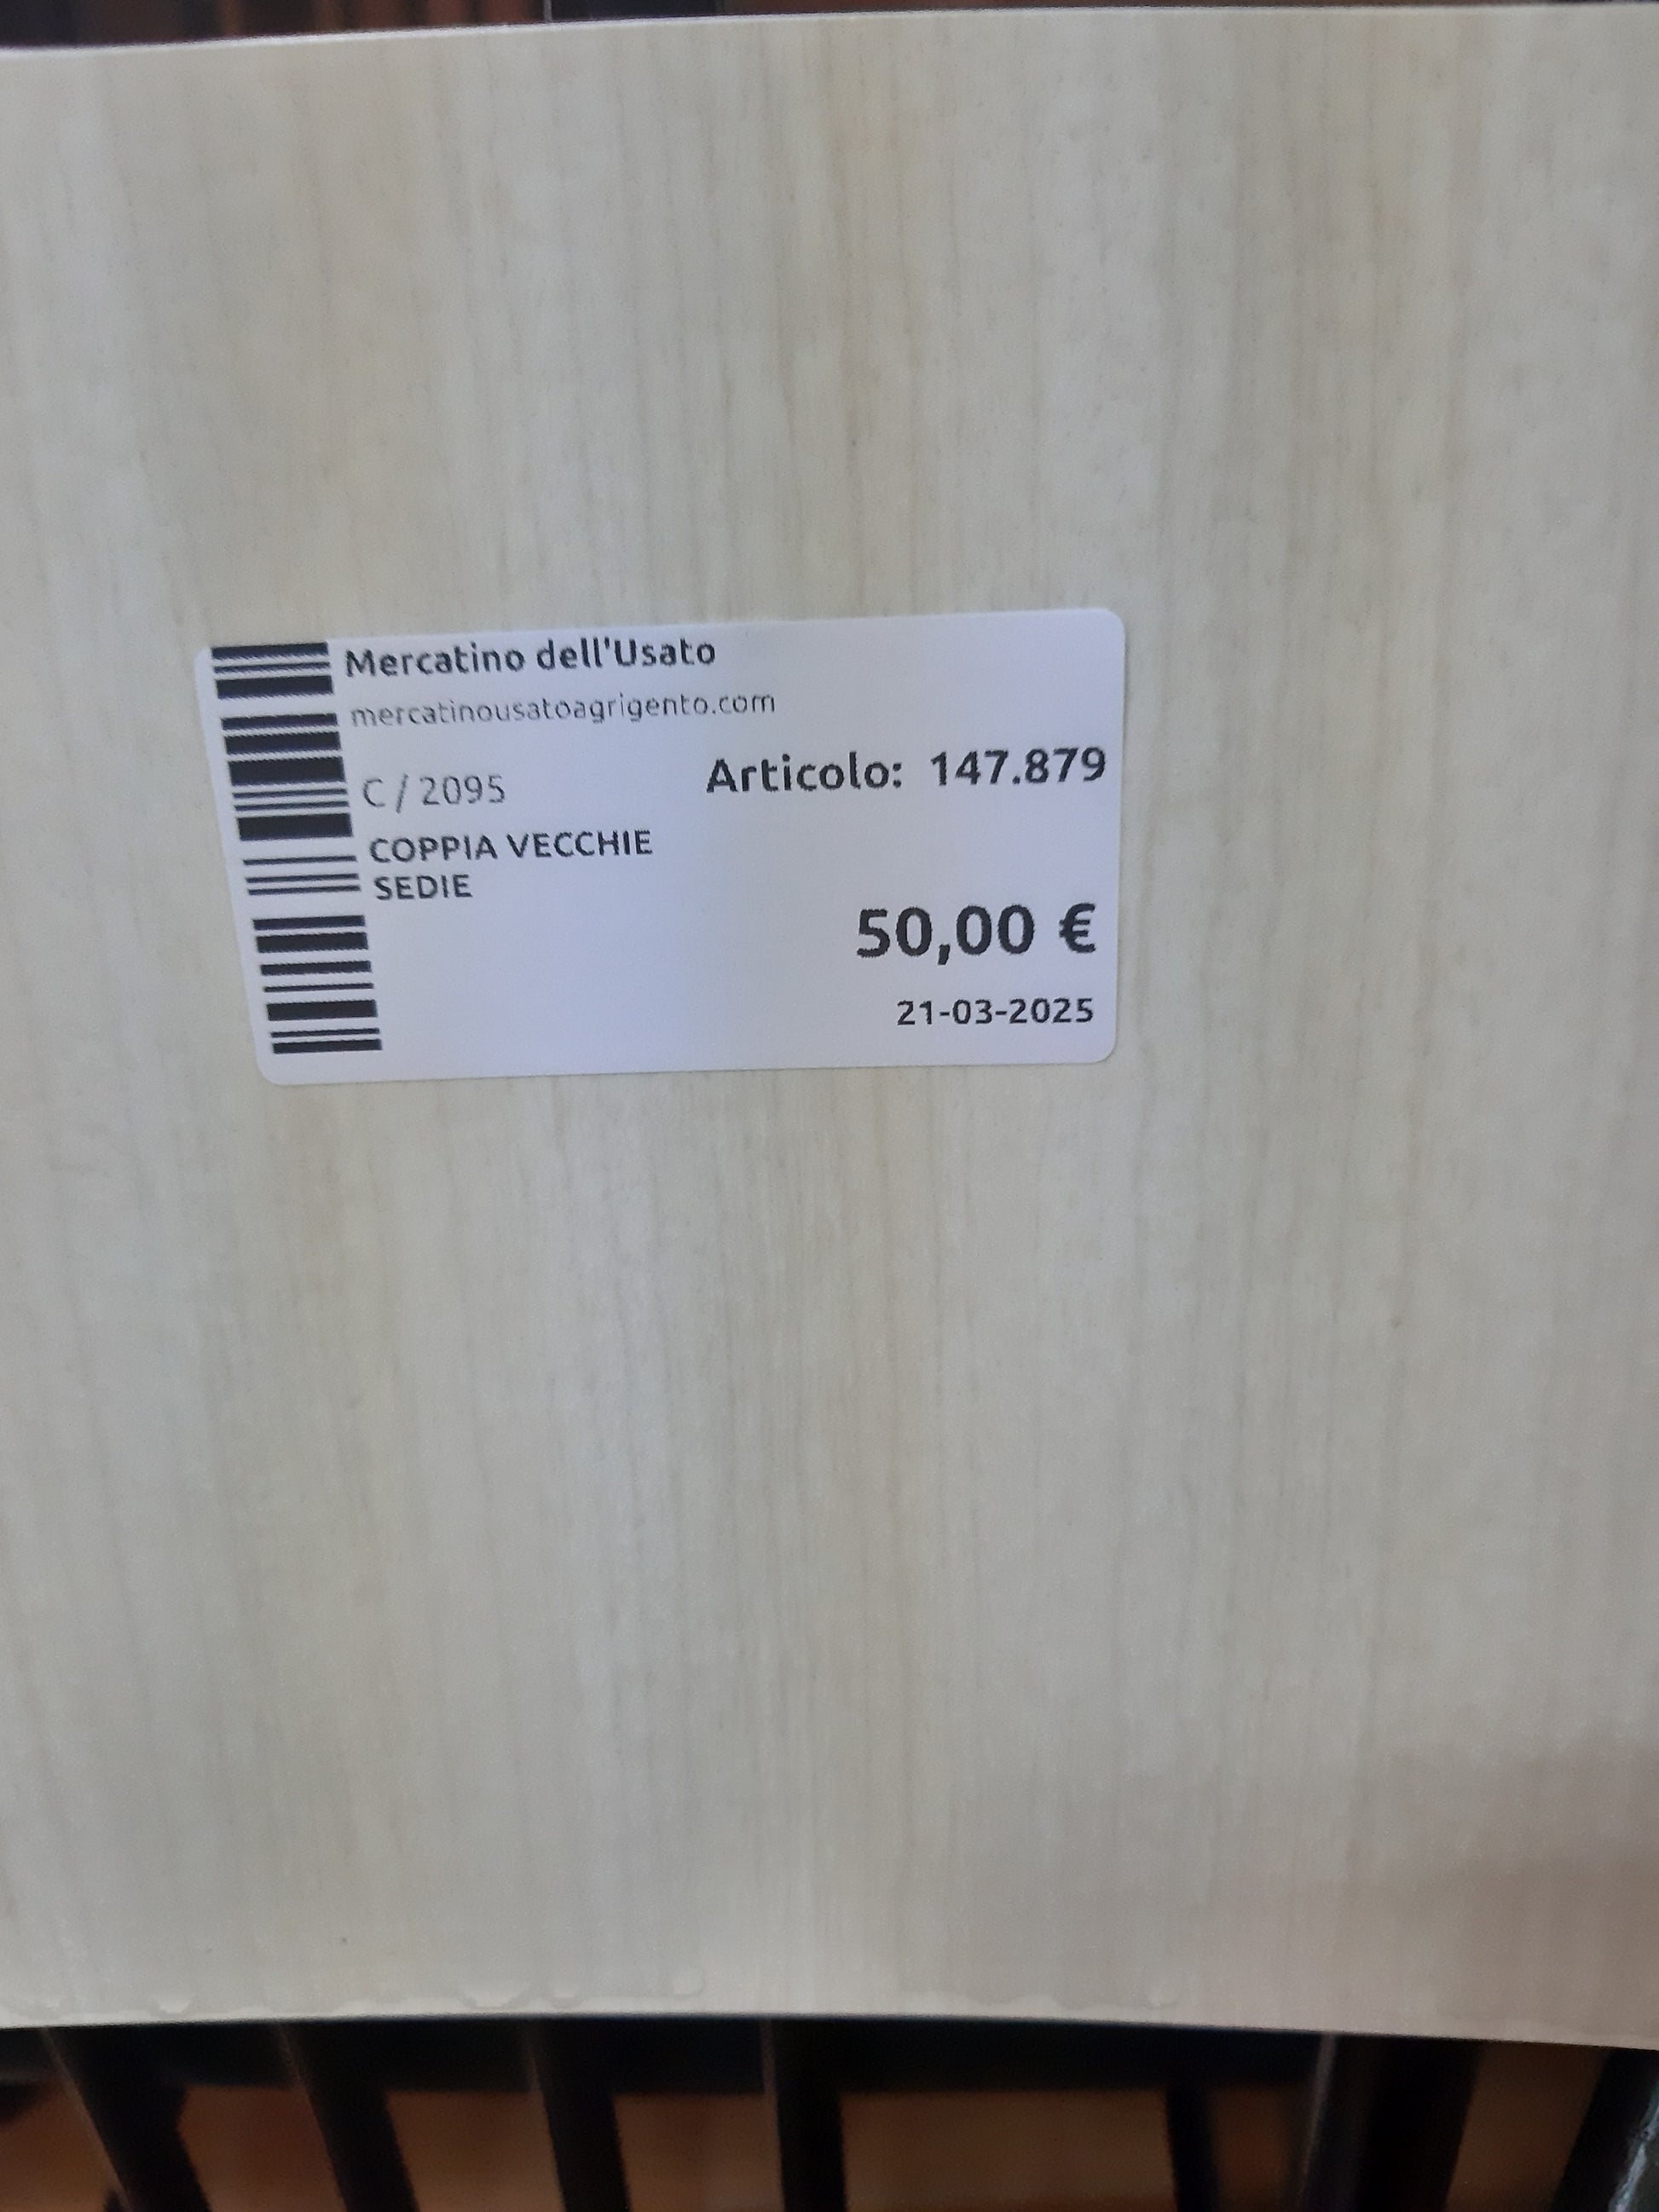 Mercatino dell'Usato
mercatinousatoagrigento.com
C / 2095
Articolo: 147.879
COPPIA VECCHIE
SEDIE
50,00 €
21-03-2025